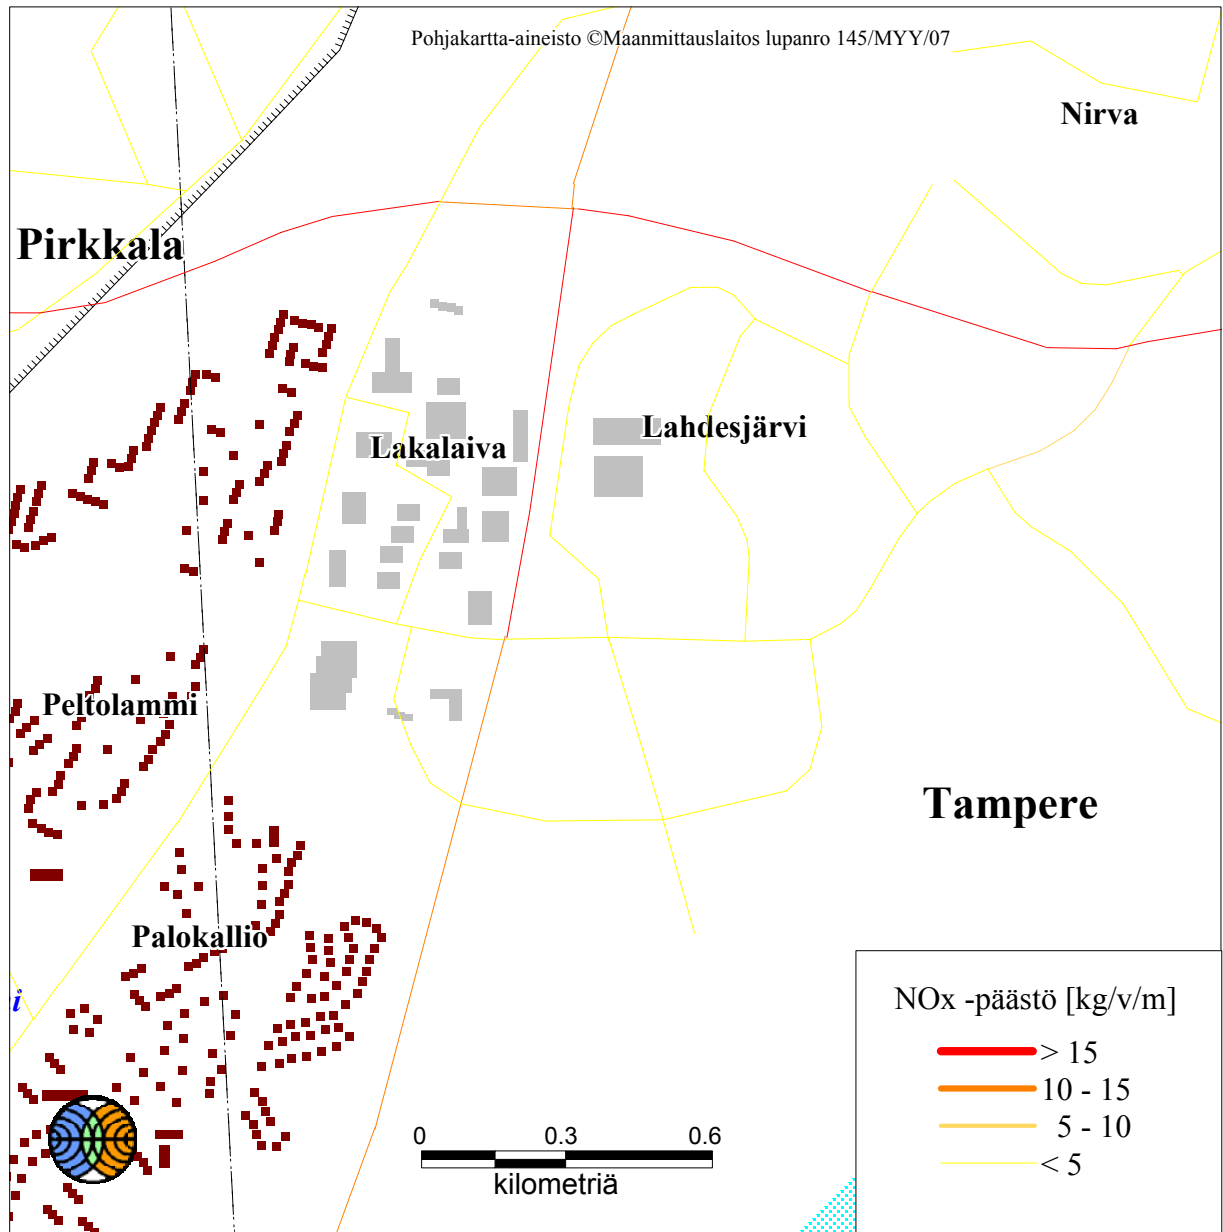 Pohjakartta-aineisto ©Maanmittauslaitos lupanro 145/MYY/07
Nirva
Pirkkala
Lahdesjärvi
Lakalaiva
Peltolammi
Tampere
Palokallio
i
NOx -päästö [kg/v/m]
> 15
10 - 15
5 - 10
< 5
0 0.3 0.6
kilometriä